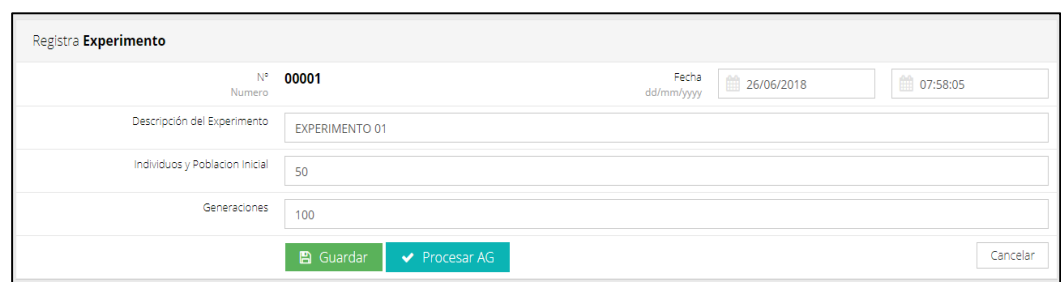 Registra Experimento
Nº 00001 Fecha 26/06/2018 07:58:05
Numero dd/mm/yyyy
Descripción del Experimento EXPERIMENTO 01
Individuos y Poblacion Inicial 50
Generaciones 100
Guardar Procesar AG Cancelar